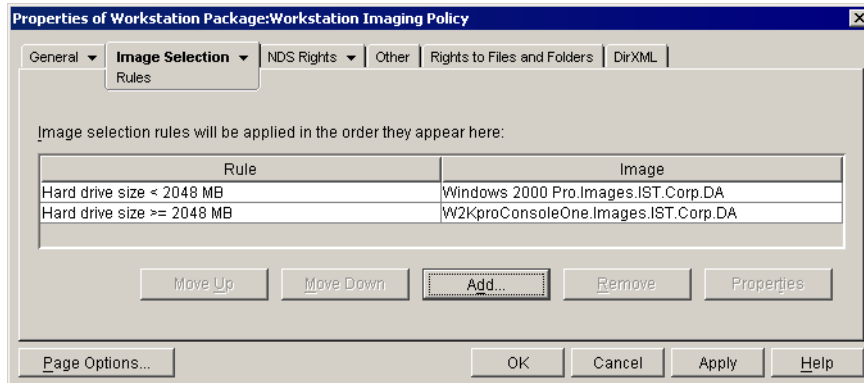 Properties of Workstation Package:Workstation Imaging Policy
General Image Selection NDS Rights Other Rights to Files and Folders DirXML
Rules
Image selection rules will be applied in the order they appear here:
Rule Image
Hard drive size < 2048 MB Windows 2000 Pro.Images.IST.Corp.DA
Hard drive size >= 2048 MB W2KproConsoleOne.Images.IST.Corp.DA
Move Up Move Down Add... Remove Properties
Page Options... OK Cancel Apply Help